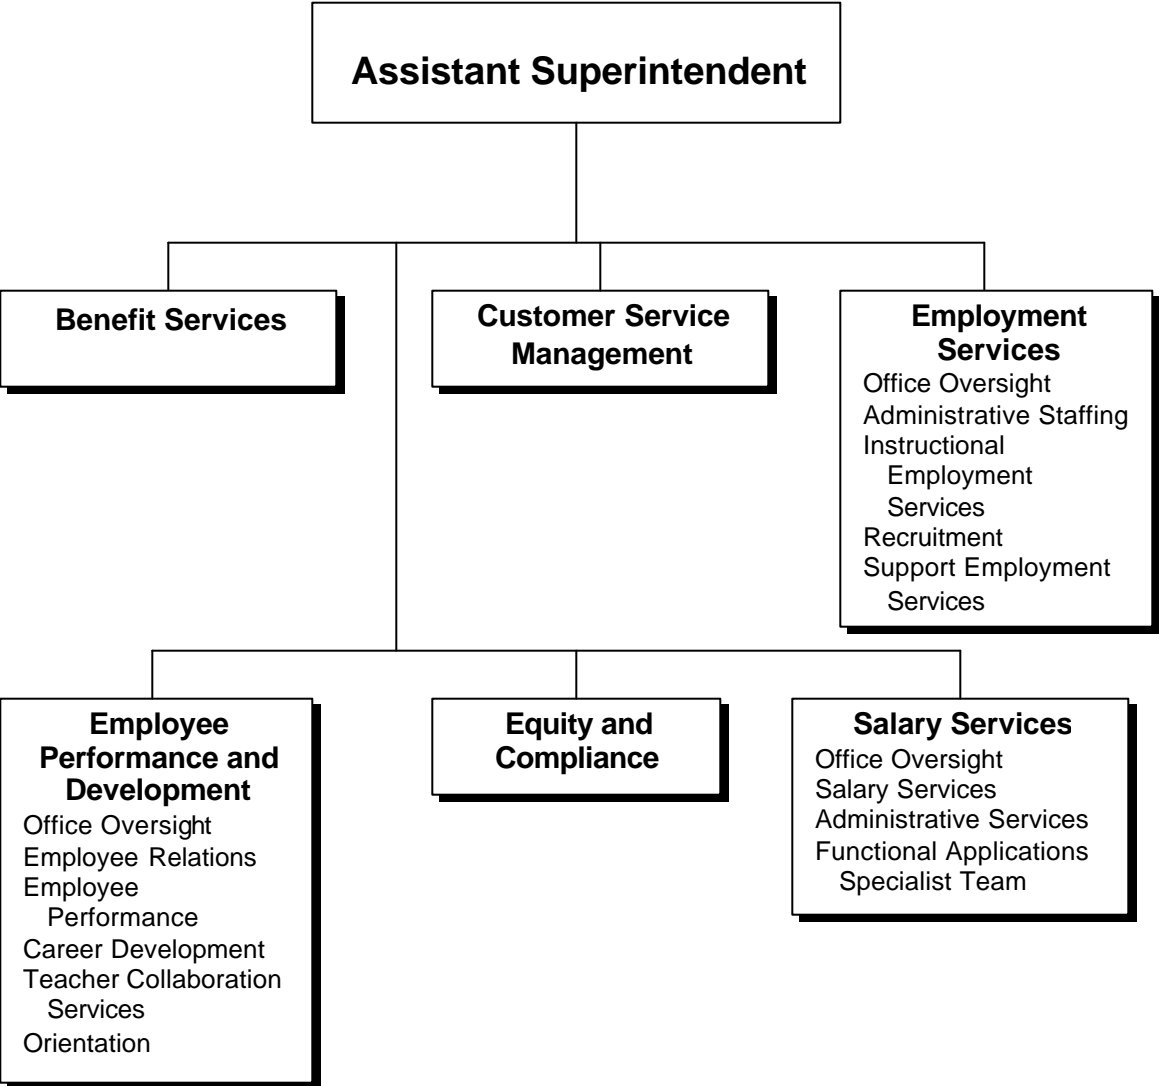 Assistant Superintendent
Benefit Services
Customer Service
Management
Employment
Services
Office Oversight
Administrative Staffing
Instructional
Employment
Services
Recruitment
Support Employment
Services
Employee
Performance and
Development
Office Oversight
Employee Relations
Employee
Performance
Career Development
Teacher Collaboration
Services
Orientation
Equity and
Compliance
Salary Services
Office Oversight
Salary Services
Administrative Services
Functional Applications
Specialist Team